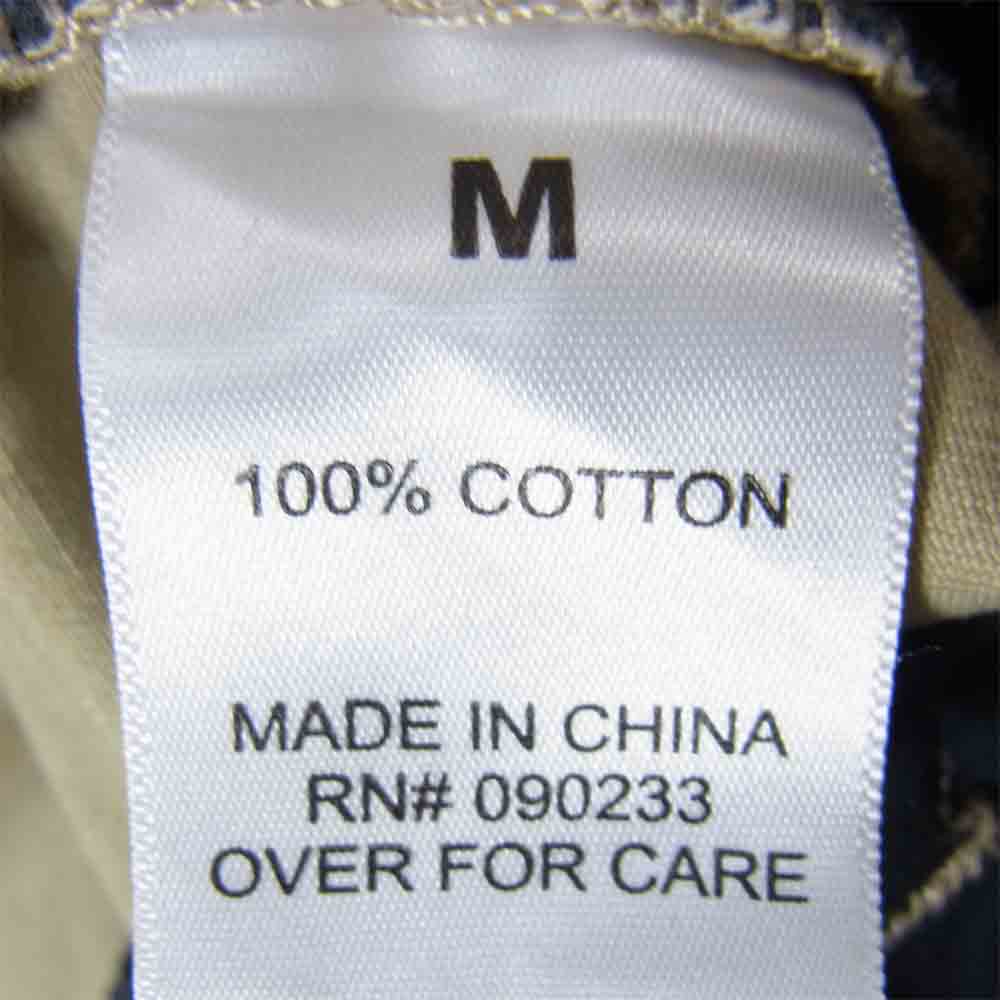 M
100% COTTON
MADE IN CHINA
RN# 090233
OVER FOR CARE